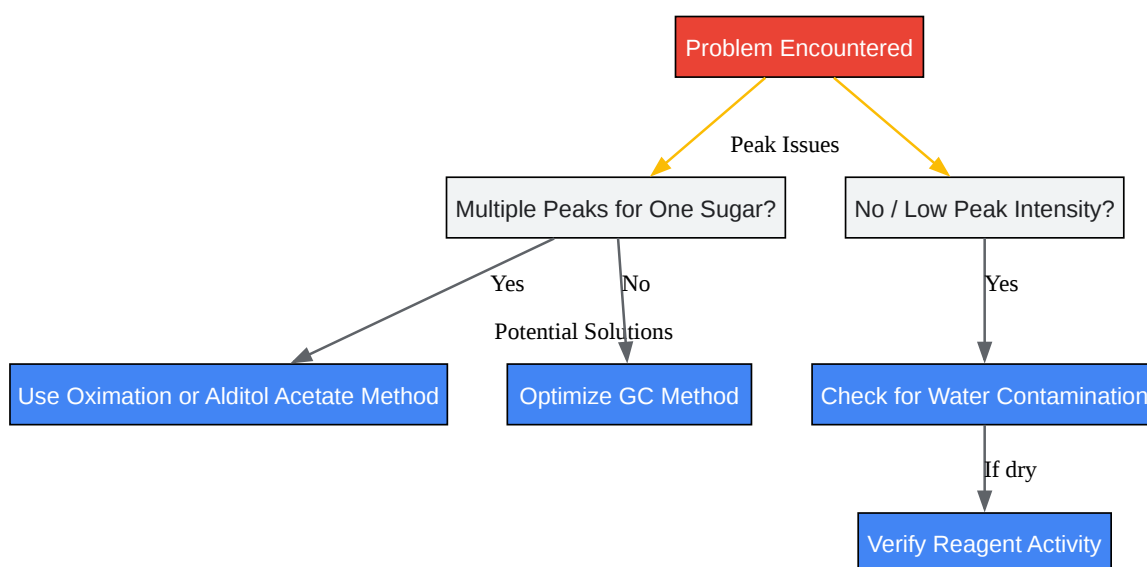 Problem Encountered
Peak Issues
Multiple Peaks for One Sugar?
No / Low Peak Intensity?
Yes
No
Yes
Potential Solutions
Use Oximation or Alditol Acetate Method
Optimize GC Method
Check for Water Contamination
If dry
Verify Reagent Activity